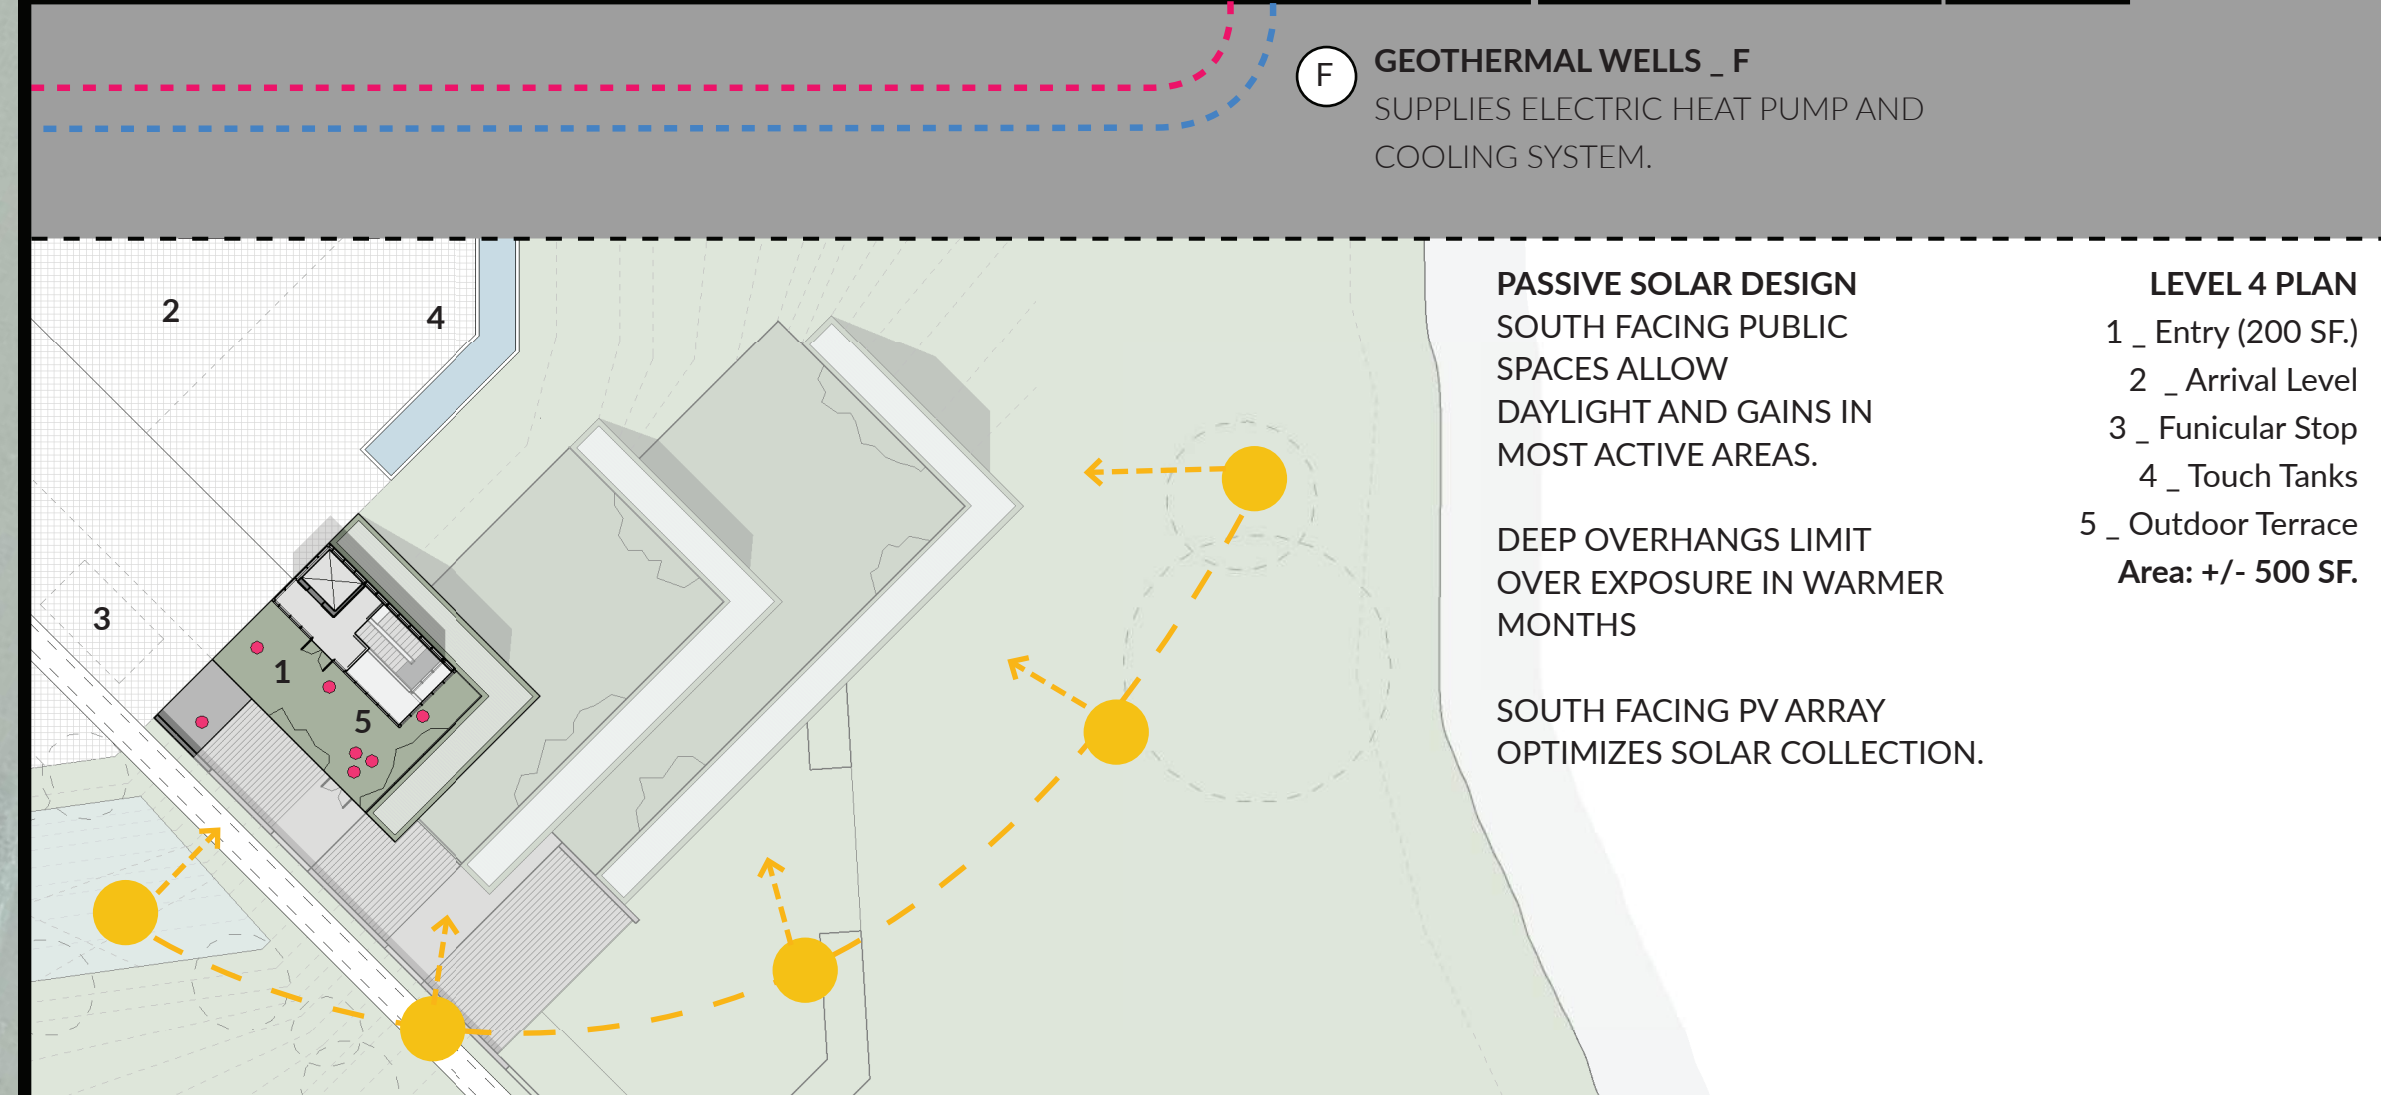 F
GEOTHERMAL WELLS _ F
SUPPLIES ELECTRIC HEAT PUMP AND
COOLING SYSTEM.
2
4
3
1
5
PASSIVE SOLAR DESIGN
SOUTH FACING PUBLIC
SPACES ALLOW
DAYLIGHT AND GAINS IN
MOST ACTIVE AREAS.
DEEP OVERHANGS LIMIT
OVER EXPOSURE IN WARMER
MONTHS
SOUTH FACING PV ARRAY
OPTIMIZES SOLAR COLLECTION.
LEVEL 4 PLAN
1 _ Entry (200 SF.)
2 _ Arrival Level
3 _ Funicular Stop
4 _ Touch Tanks
5 _ Outdoor Terrace
Area: +/- 500 SF.